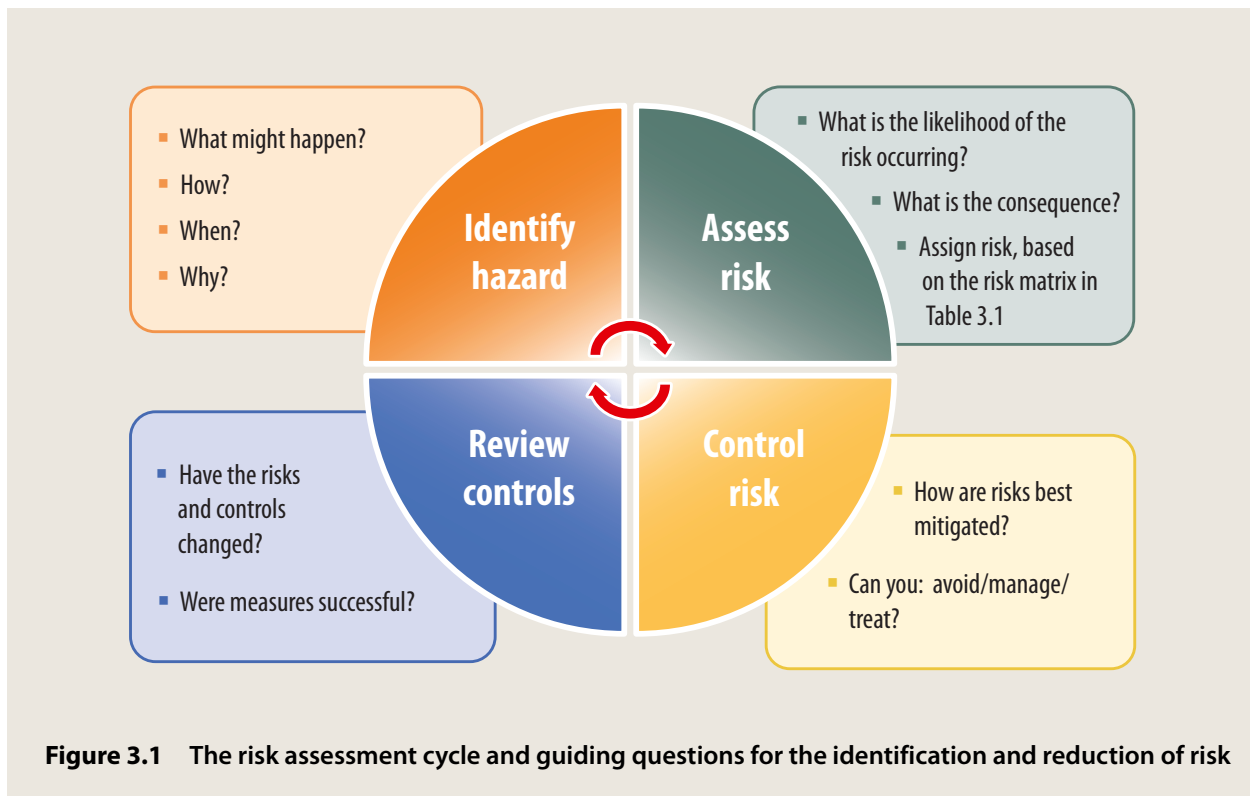 ▪ What might happen?
▪ How?
▪ When?
▪ Why?
Identify
hazard
Assess
risk
▪ What is the likelihood of the
risk occurring?
▪ What is the consequence?
▪ Assign risk, based
on the risk matrix in
Table 3.1
▪ Have the risks
and controls
changed?
▪ Were measures successful?
Review
controls
Control
risk
▪ How are risks best
mitigated?
▪ Can you: avoid/manage/
treat?
Figure 3.1 The risk assessment cycle and guiding questions for the identification and reduction of risk